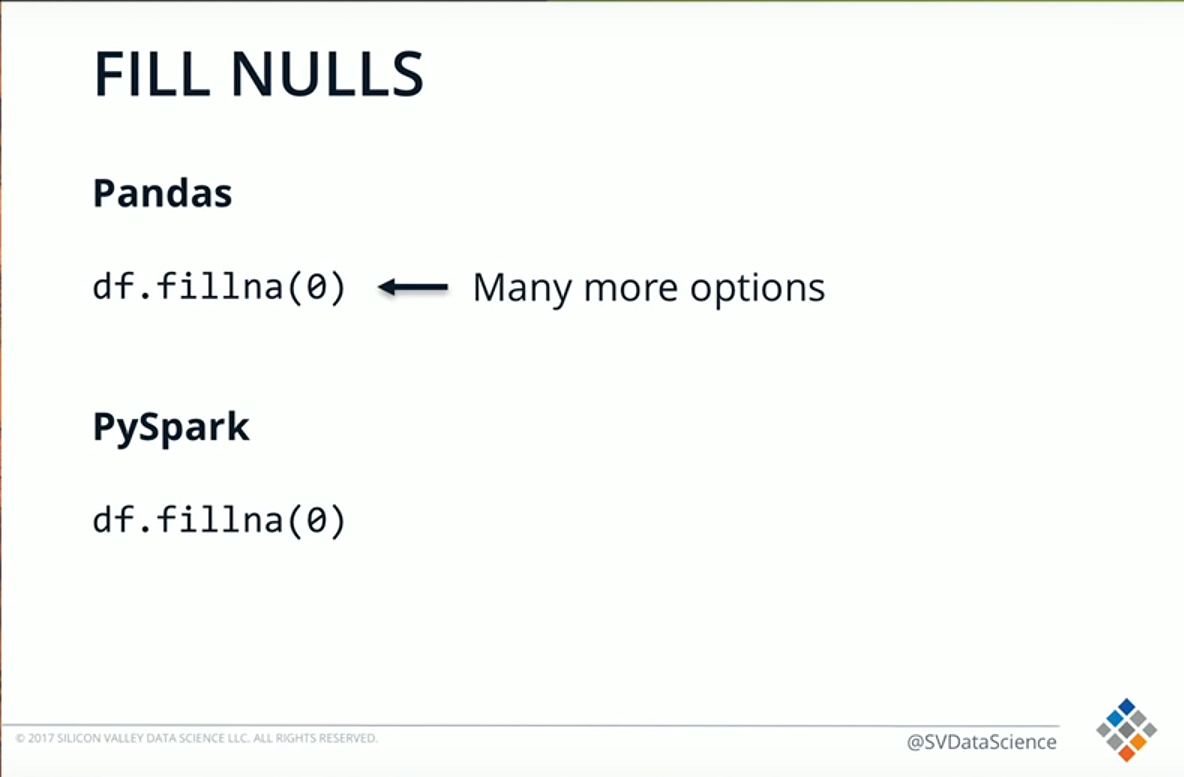 FILL NULLS
Pandas
df.fillna(0) Many more options
PySpark
df.fillna(0)
© 2017 SILICON VALLEY DATA SCIENCE LLC. ALL RIGHTS RESERVED.
@SVDataScience